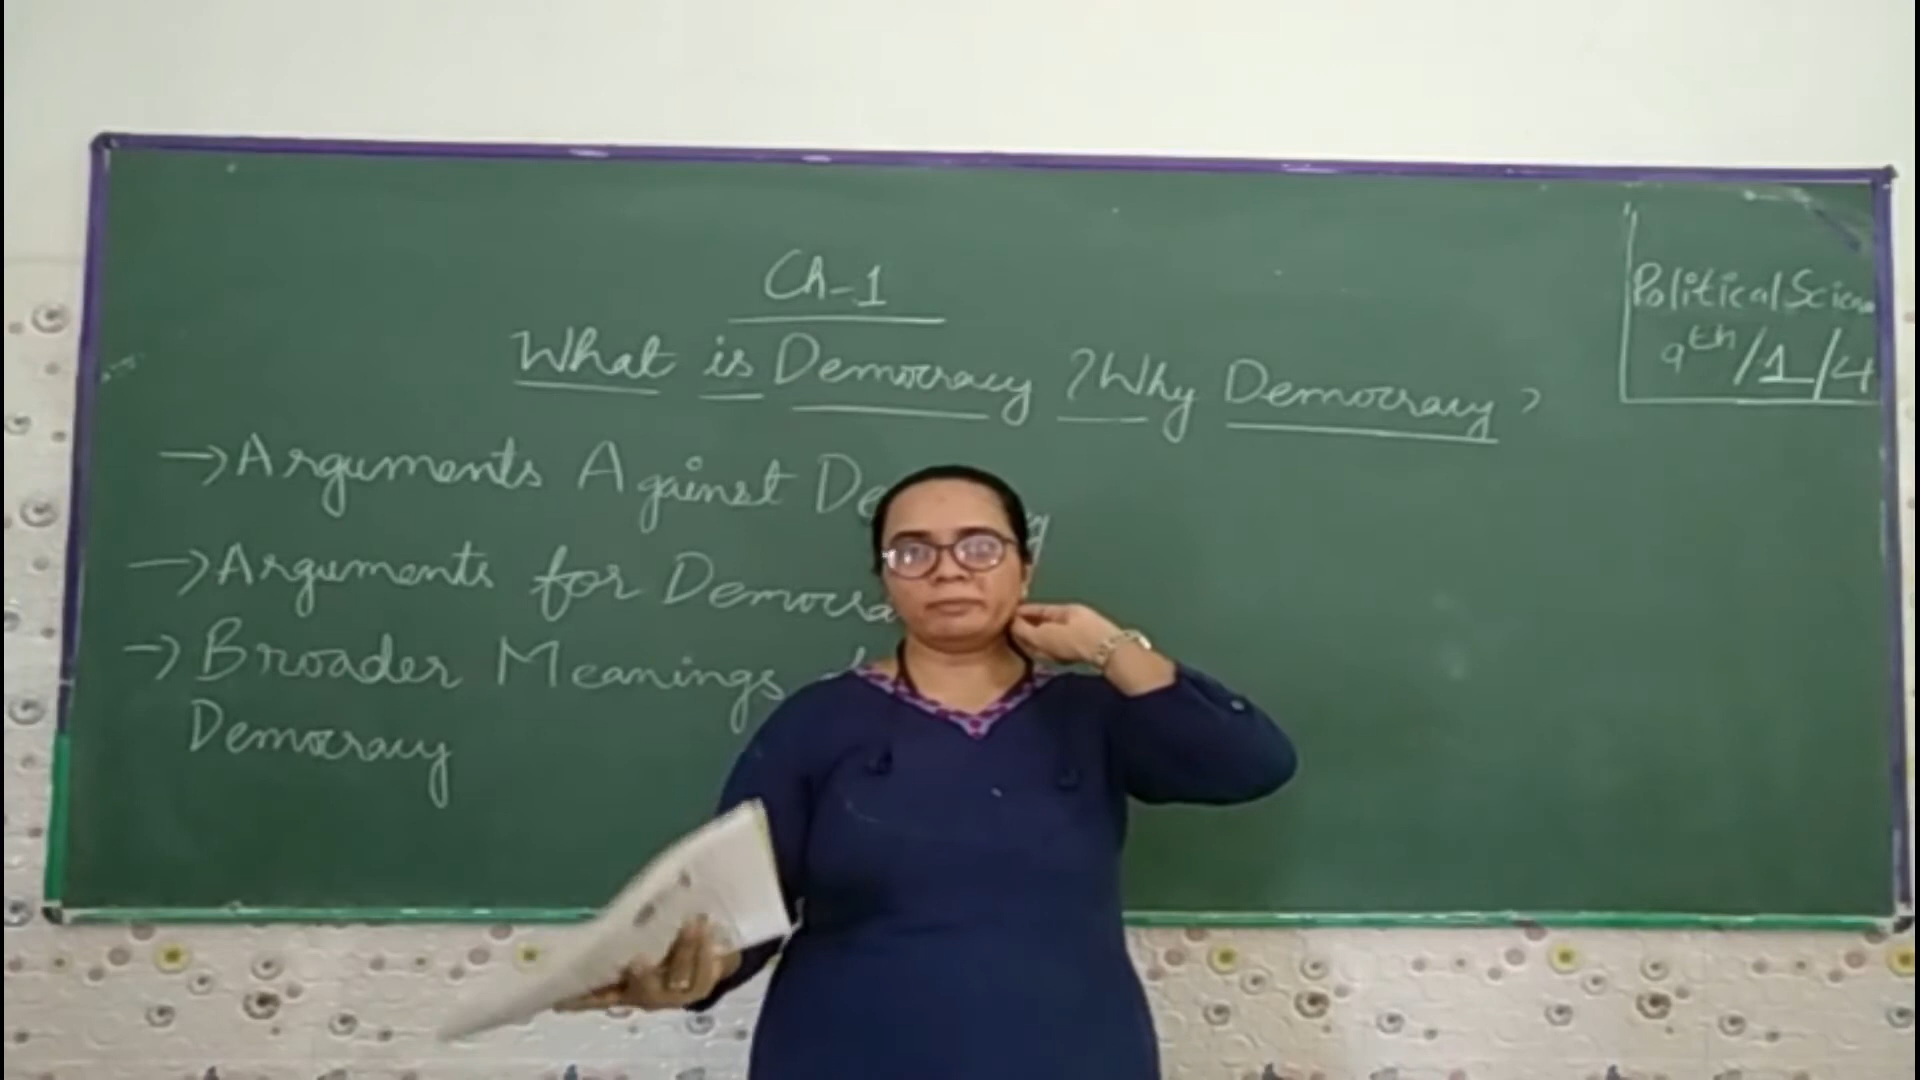 Ch-1
What is Democracy ? Why Democracy ?
→ Arguments Against De
→ Arguments for Democra
→ Broader Meanings
Democracy
Political Scien
9th/1/4